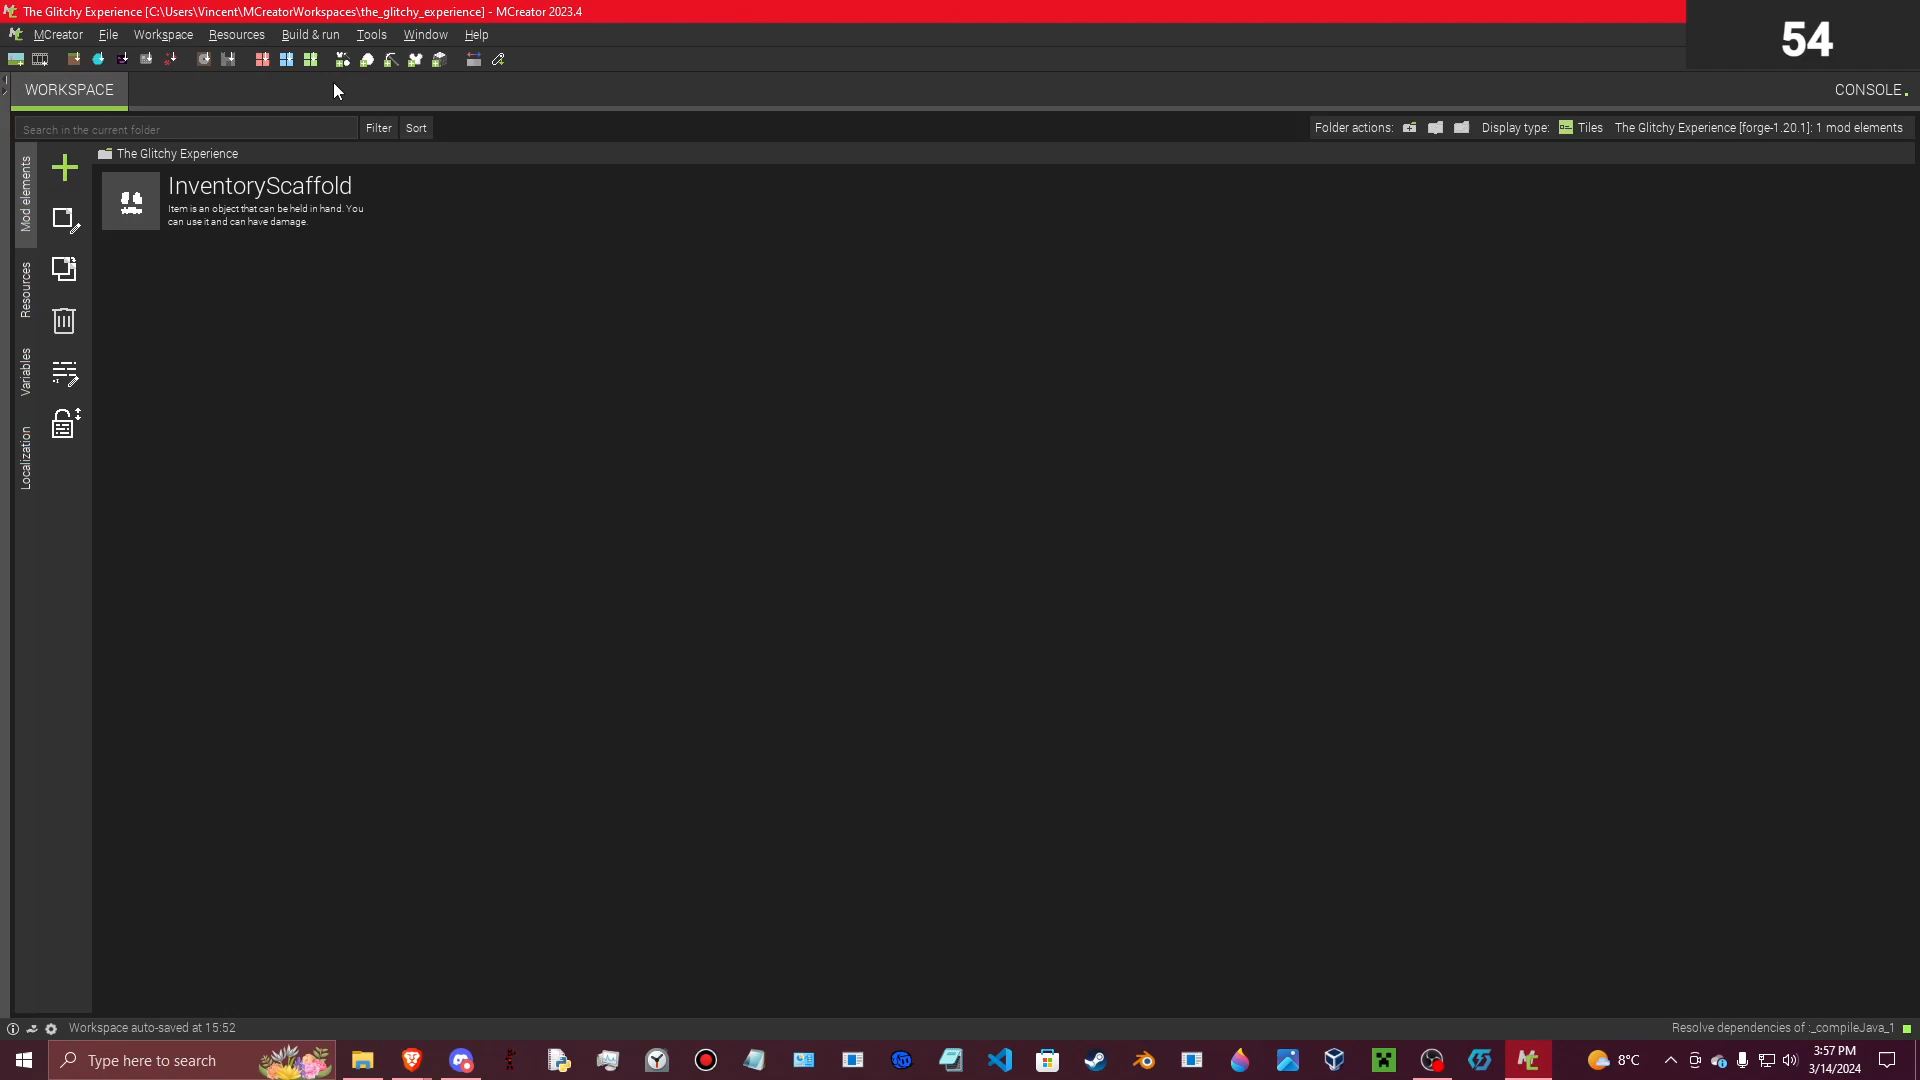 The Glitchy Experience [C:\Users\Vincent\MCreatorWorkspaces\the_glitchy_experience] - MCreator 2023.4
54
MCreator File Workspace Resources Build & run Tools Window Help
WORKSPACE
CONSOLE.
Search in the current folder
Filter
Sort
Folder actions:
Display type:
Tiles
The Glitchy Experience [forge-1.20.1]: 1 mod elements
Mod elements
Resources
Variables
Localization
The Glitchy Experience
InventoryScaffold
Item is an object that can be held in hand. You
can use it and can have damage.
Workspace auto-saved at 15:52
Resolve dependencies of :_compileJava_1
Type here to search
8°C
3:57 PM
3/14/2024